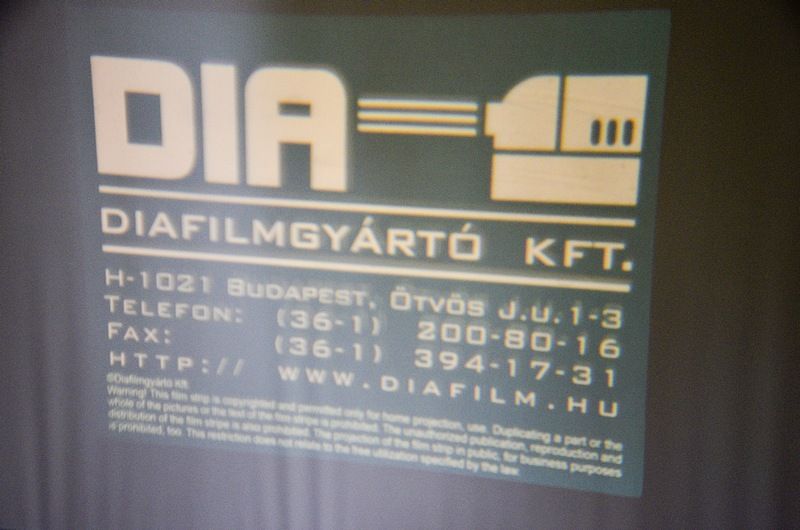 DIA
DIAFILMGYÁRTÓ KFT.
H-1021 BUDAPEST, ÖTVÖS J.U.1-3
TELEFON: (36-1) 200-80-16
FAX: (36-1) 394-17-31
HTTP:// WWW.DIAFILM.HU
©Diafilmgyártó Kft.
Warning! This film strip is copyrighted and permitted only for home projection, use. Duplicating a part or the
whole of the pictures or the text of the film stripe is prohibited. The unauthorized publication, reproduction and
distribution of the film stripe is also prohibited. The projection of the film strip in public, for business purposes
is prohibited, too. This restriction does not relate to the free utilization specified by the law.